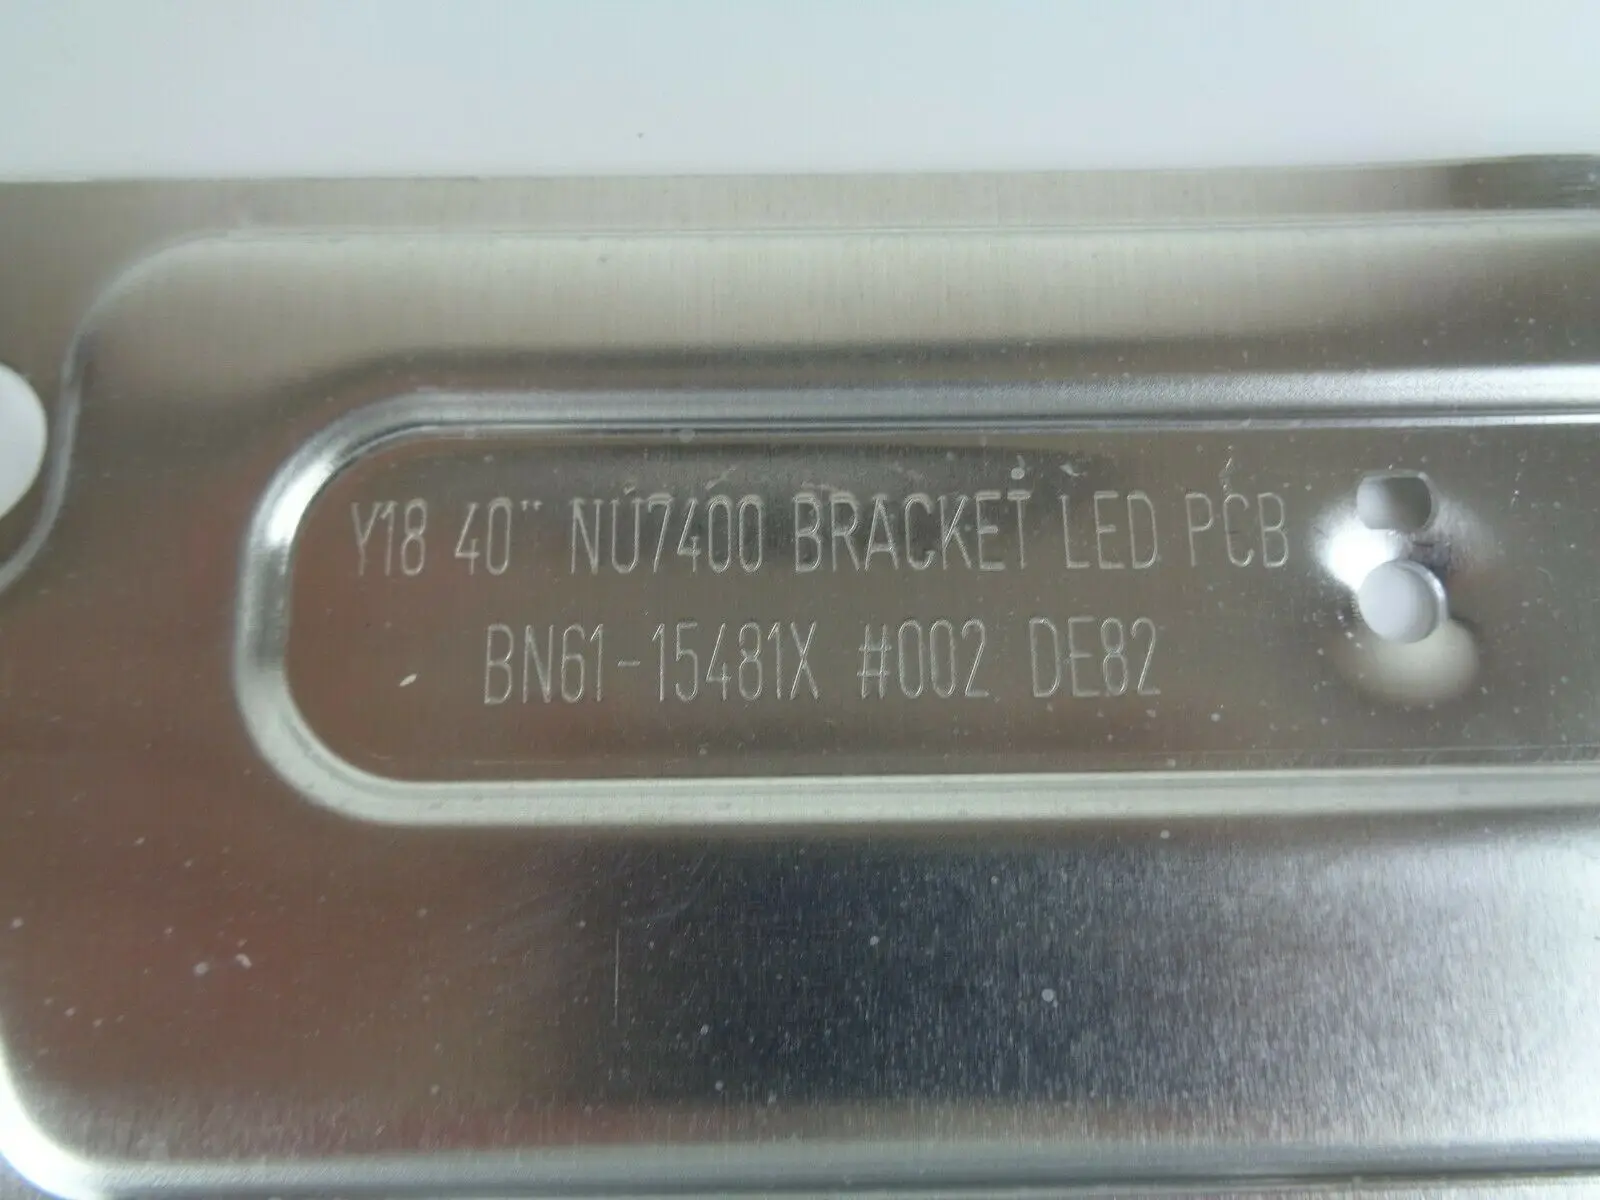 Y18 40" NU7400 BRACKET LED PCB
BN61-15481X #002 DE82